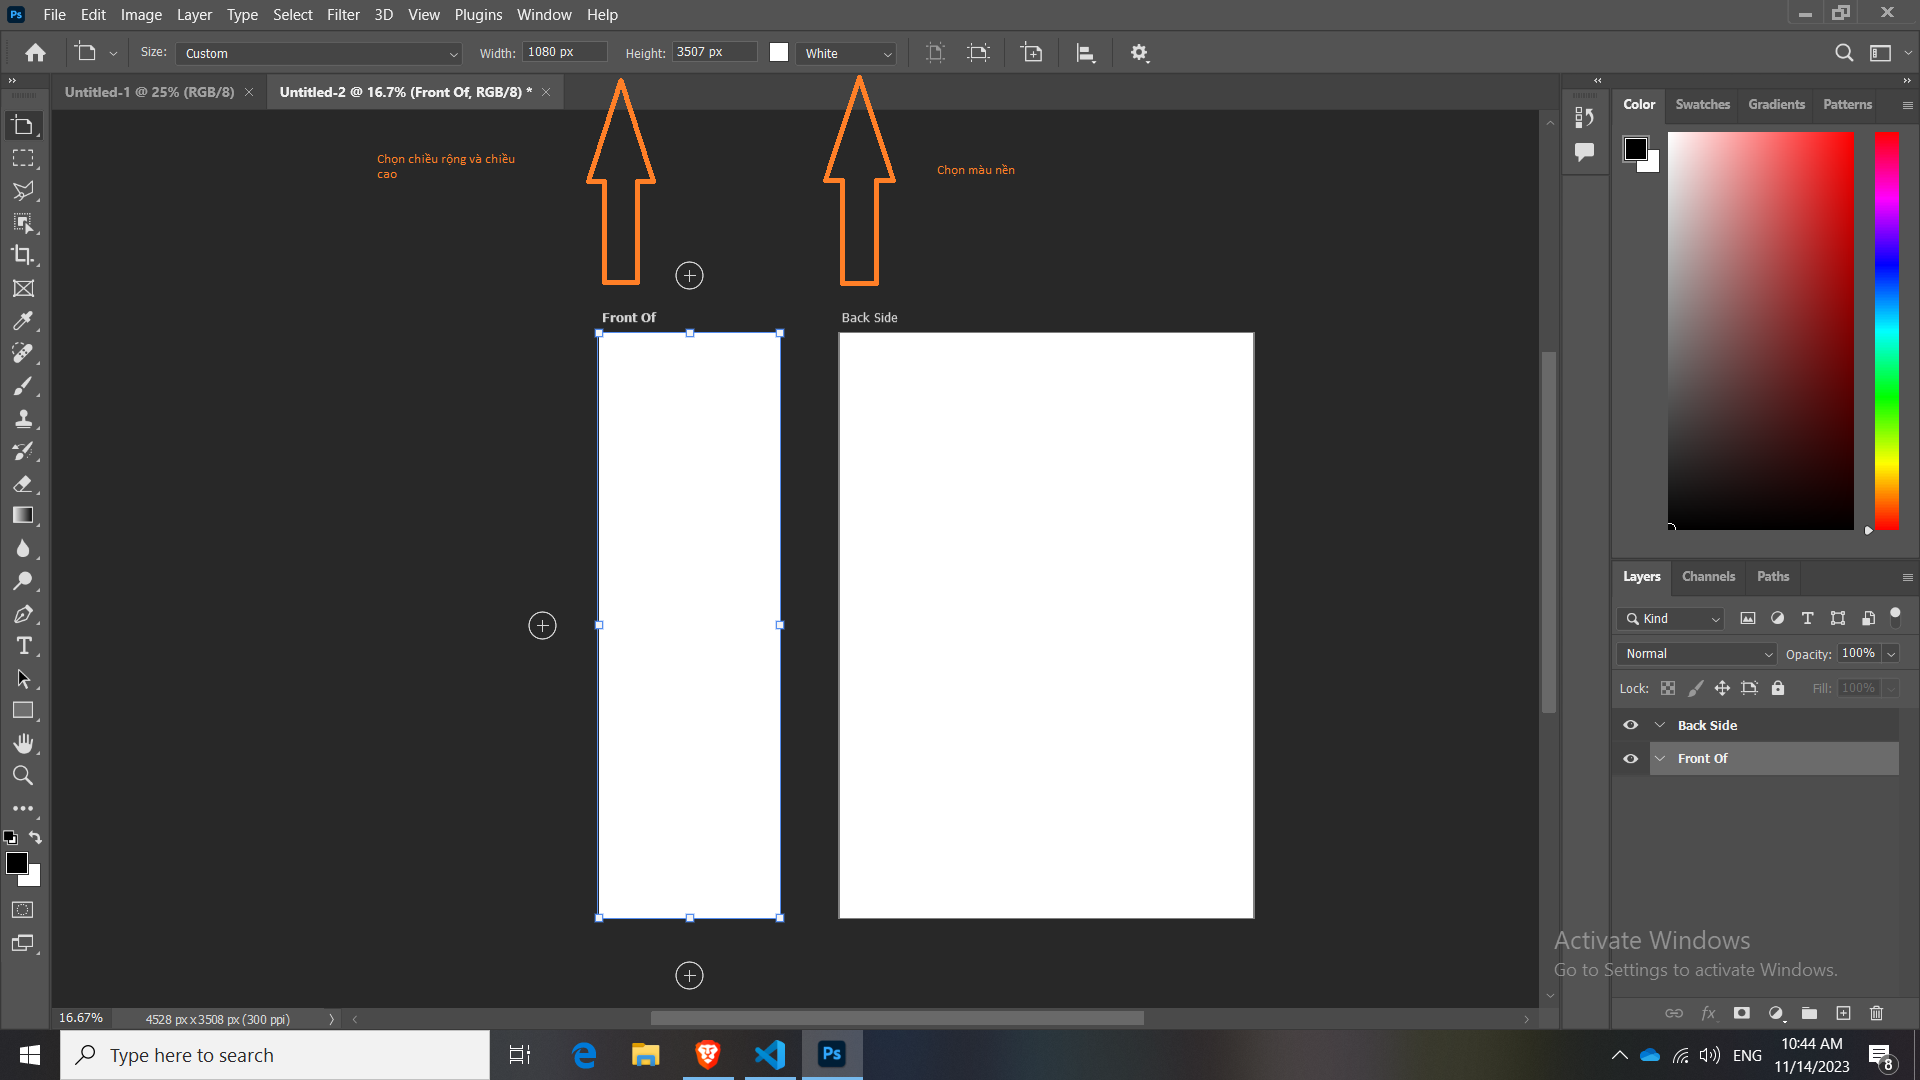 Ps File Edit Image Layer Type Select Filter 3D View Plugins Window Help
Size: Custom Width: 1080 px Height: 3507 px White
Untitled-1 @ 25% (RGB/8) × Untitled-2 @ 16.7% (Front Of, RGB/8) * ×
Color Swatches Gradients Patterns
Chọn chiều rộng và chiều
cao
Chọn màu nền
Front Of
Back Side
Layers Channels Paths
Kind
Normal Opacity: 100%
Lock: Fill: 100%
Back Side
Front Of
Activate Windows
Go to Settings to activate Windows.
16.67% 4528 px x 3508 px (300 ppi)
fx
Type here to search
Ps
ENG
10:44 AM
11/14/2023
8